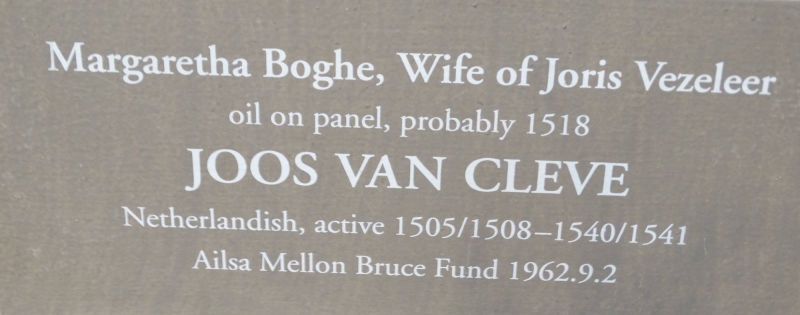 Margaretha Boghe, Wife of Joris Vezeleer
oil on panel, probably 1518
JOOS VAN CLEVE
Netherlandish, active 1505/1508–1540/1541
Ailsa Mellon Bruce Fund 1962.9.2